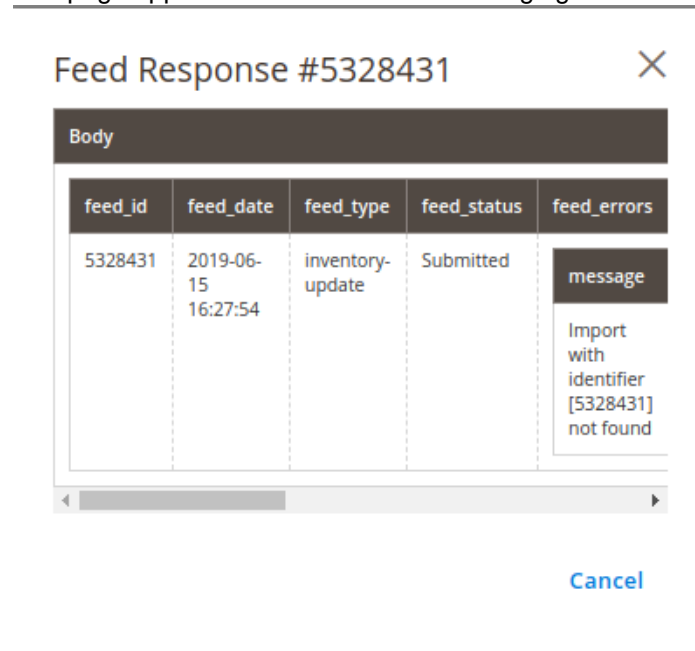 Feed Response #5328431
Body
feed_id feed_date feed_type feed_status feed_errors
5328431 2019-06- inventory- Submitted message
15 update
16:27:54
Import
with
identifier
[5328431]
not found
Cancel